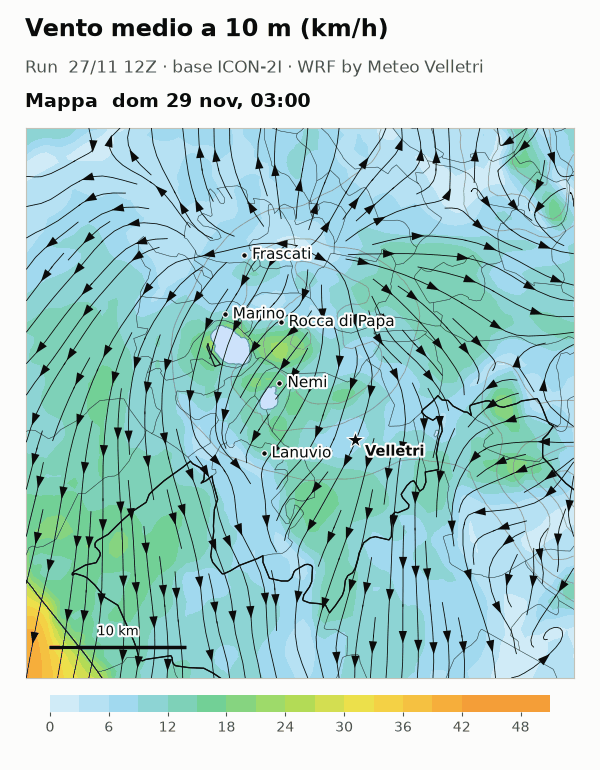 Vento medio a 10 m (km/h)
Run  27/11 12Z · base ICON-2I · WRF by Meteo Velletri
Mappa  dom 29 nov, 03:00
Frascati
Marino
Rocca di Papa
Nemi
Velletri
Lanuvio
10 km
0 6 12 18 24 30 36 42 48